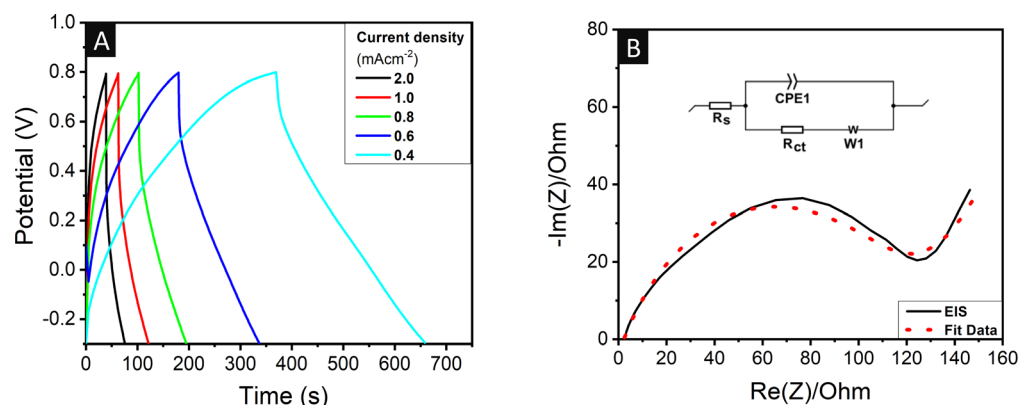 A
Current density
(mAcm-2)
2.0
1.0
0.8
0.6
0.4
1.0
0.8
0.6
0.4
0.2
0.0
-0.2
Potential (V)
0 100 200 300 400 500 600 700
Time (s)
B
CPE1
Rs
Rct
W
W1
-80
60
40
20
0
-Im(Z)/Ohm
EIS
Fit Data
0 20 40 60 80 100 120 140 160
Re(Z)/Ohm